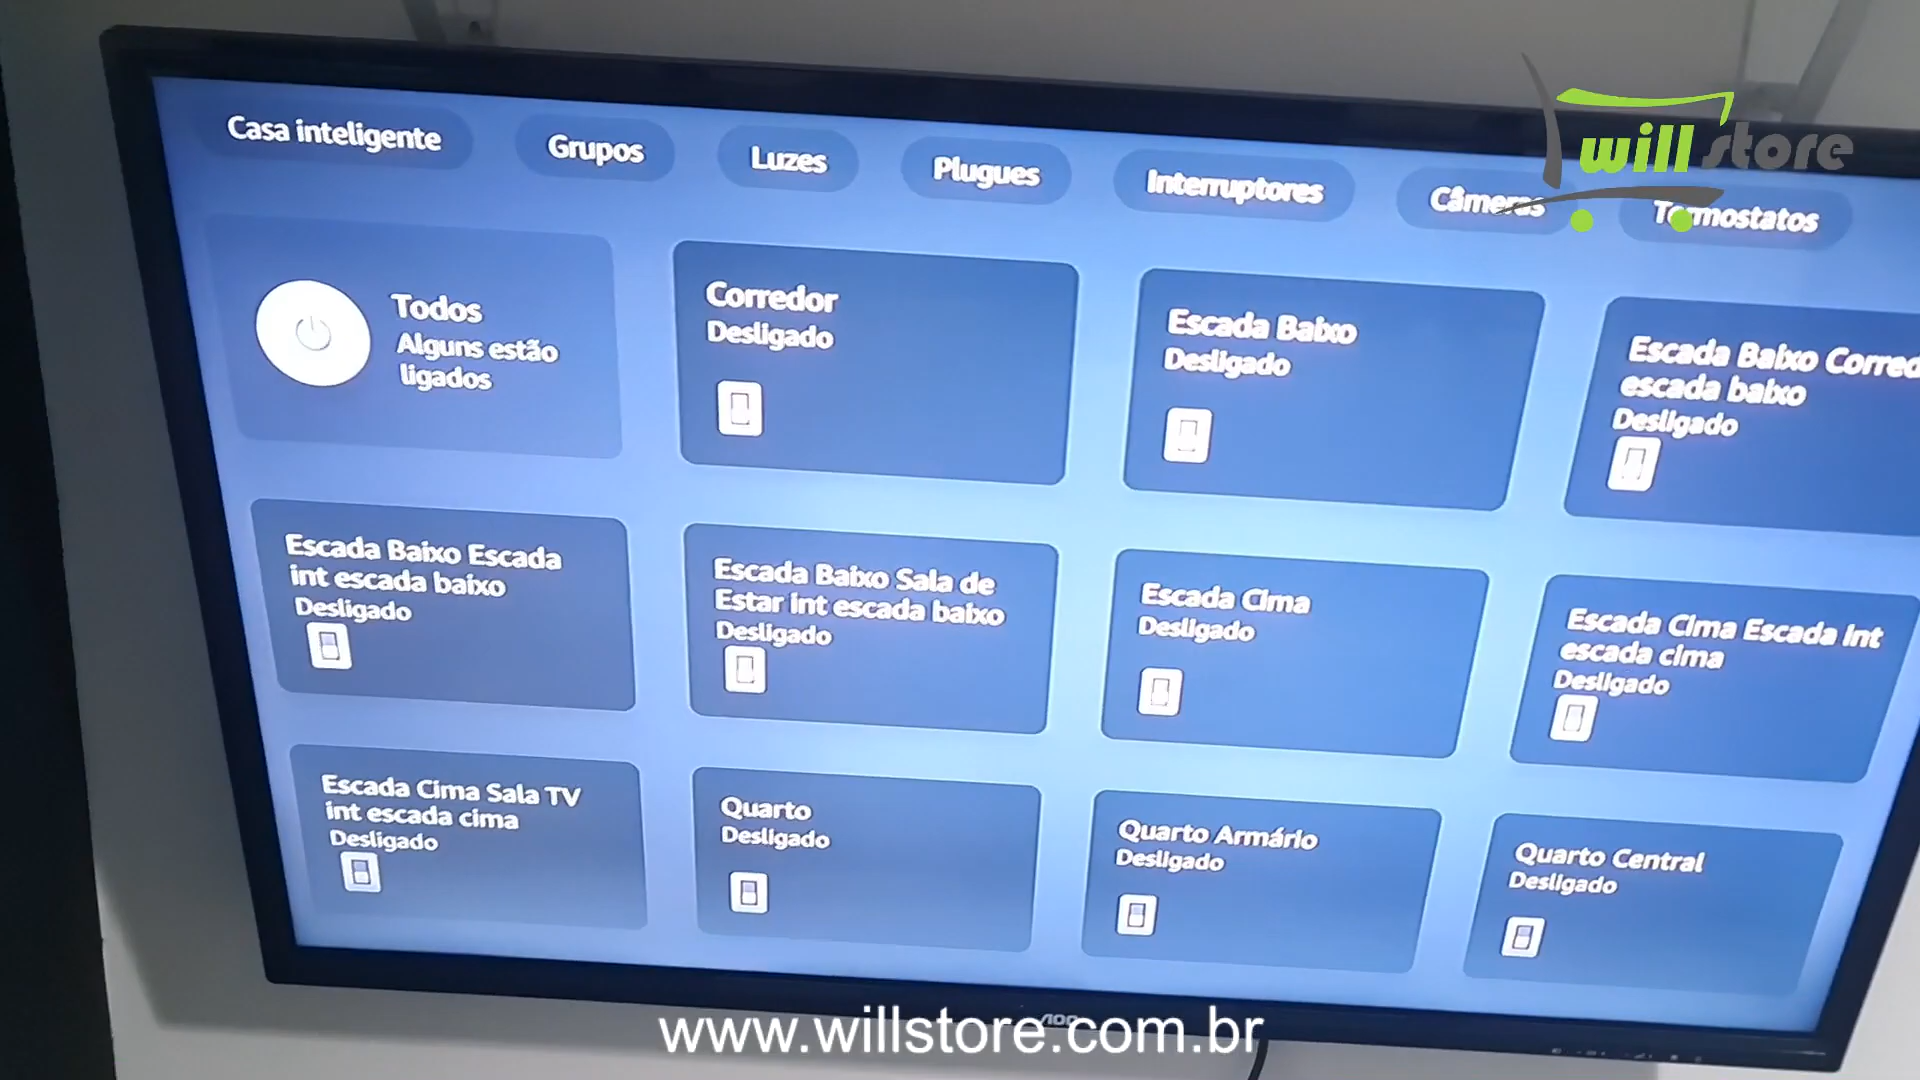 Casa inteligente
Grupos
Luzes
Plugues
Interruptores
Câmeras
Termostatos
will store
Todos
Alguns estão
ligados
Corredor
Desligado
Escada Baixo
Desligado
Escada Baixo Corred
escada baixo
Desligado
Escada Baixo Escada
int escada baixo
Desligado
Escada Baixo Sala de
Estar int escada baixo
Desligado
Escada Cima
Desligado
Escada Cima Escada int
escada cima
Desligado
Escada Cima Sala TV
int escada cima
Desligado
Quarto
Desligado
Quarto Armário
Desligado
Quarto Central
Desligado
AOC
www.willstore.com.br